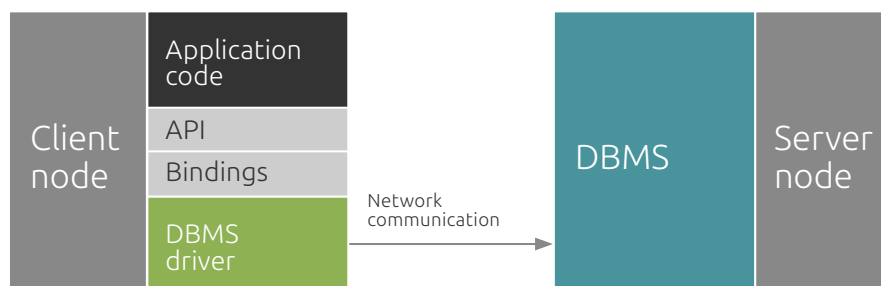 Client
node
Application
code
API
Bindings
DBMS
driver
Network
communication
DBMS
Server
node